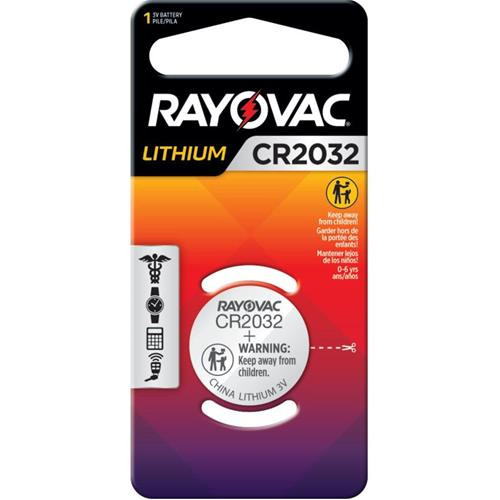 1 3V BATTERY
PILE/PILA
RAYOVAC®
LITHIUM CR2032
Keep away
from children!
Garder hors de
la portée des
enfants!
Mantener lejos
de los niños!
0-6 yrs
ans/años
RAYOVAC
CR2032
+
WARNING:
Keep away from
children.
CHINA LITHIUM 3V